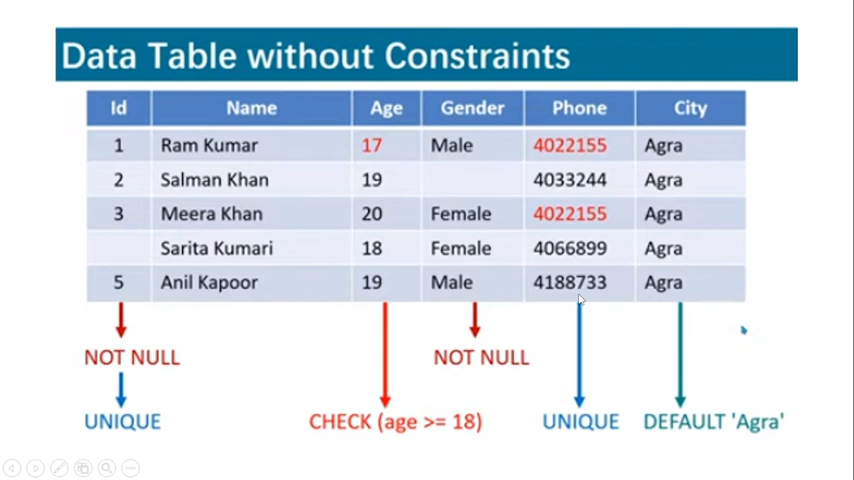 Data Table without Constraints
Id Name Age Gender Phone City
1 Ram Kumar 17 Male 4022155 Agra
2 Salman Khan 19 4033244 Agra
3 Meera Khan 20 Female 4022155 Agra
Sarita Kumari 18 Female 4066899 Agra
5 Anil Kapoor 19 Male 4188733 Agra
NOT NULL NOT NULL
UNIQUE CHECK (age >= 18) UNIQUE DEFAULT 'Agra'